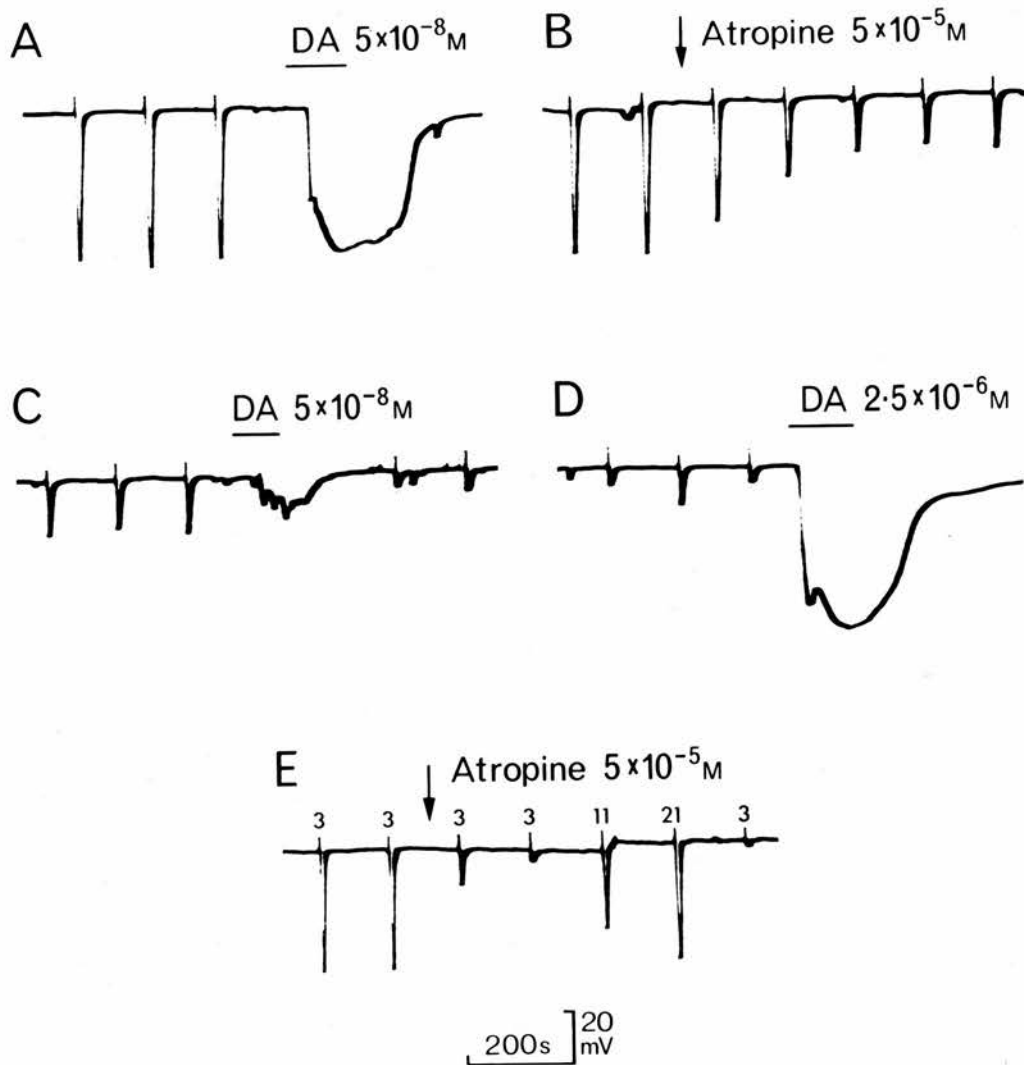 A
DA 5×10⁻⁸M
B
Atropine 5×10⁻⁵M
C
DA 5×10⁻⁸M
D
DA 2·5×10⁻⁶M
E
Atropine 5×10⁻⁵M
3 3 3 3 11 21 3
20
mV
200s